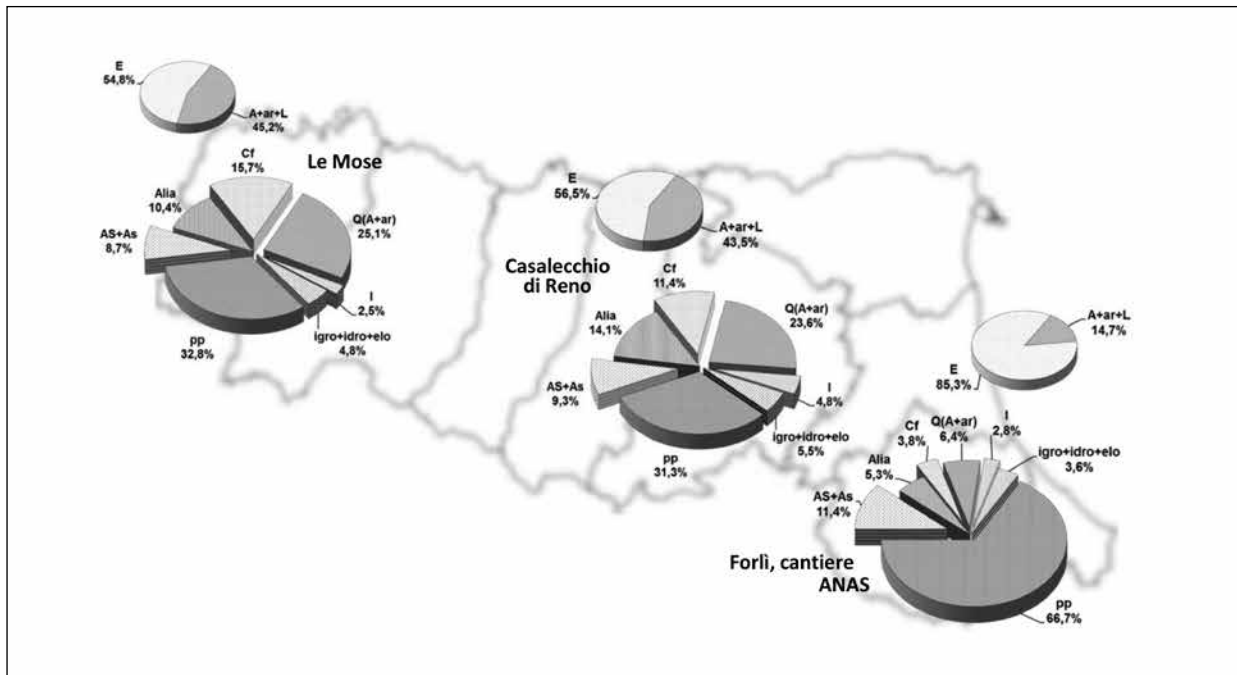 E
54,8%
A+ar+L
45,2%
Le Mose
Cf
15,7%
Alia
10,4%
Q(A+ar)
25,1%
AS+As
8,7%
I
2,5%
igro+idro+elo
4,8%
pp
32,8%
E
56,5%
A+ar+L
43,5%
Casalecchio
di Reno
Cf
11,4%
Alia
14,1%
Q(A+ar)
23,6%
AS+As
9,3%
I
4,8%
igro+idro+elo
5,5%
pp
31,3%
A+ar+L
14,7%
E
85,3%
Cf
3,8%
Q(A+ar)
6,4%
I
2,8%
igro+idro+elo
3,6%
Alia
5,3%
AS+As
11,4%
Forlì, cantiere
ANAS
pp
66,7%